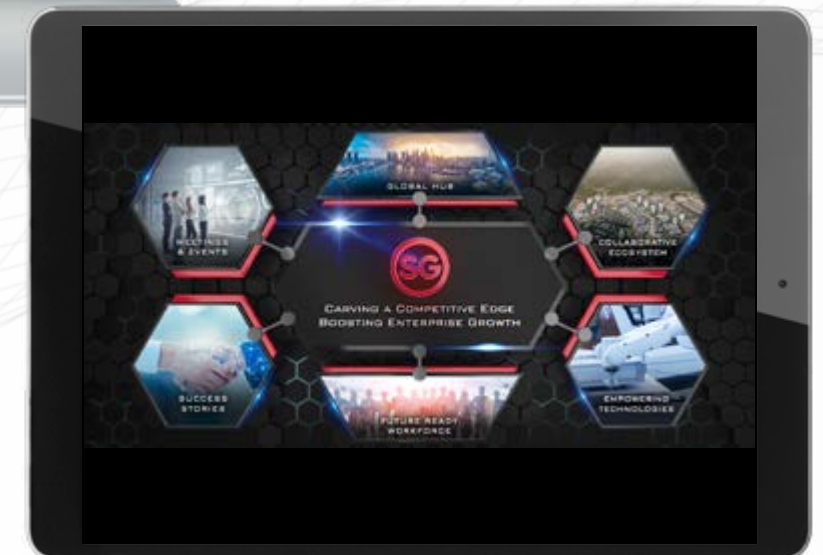 GLOBAL HUB
MEETINGS
& EVENTS
COLLABORATIVE
ECOSYSTEM
SG
CARVING A COMPETITIVE EDGE
BOOSTING ENTERPRISE GROWTH
SUCCESS
STORIES
FUTURE READY
WORKFORCE
EMPOWERING
TECHNOLOGIES